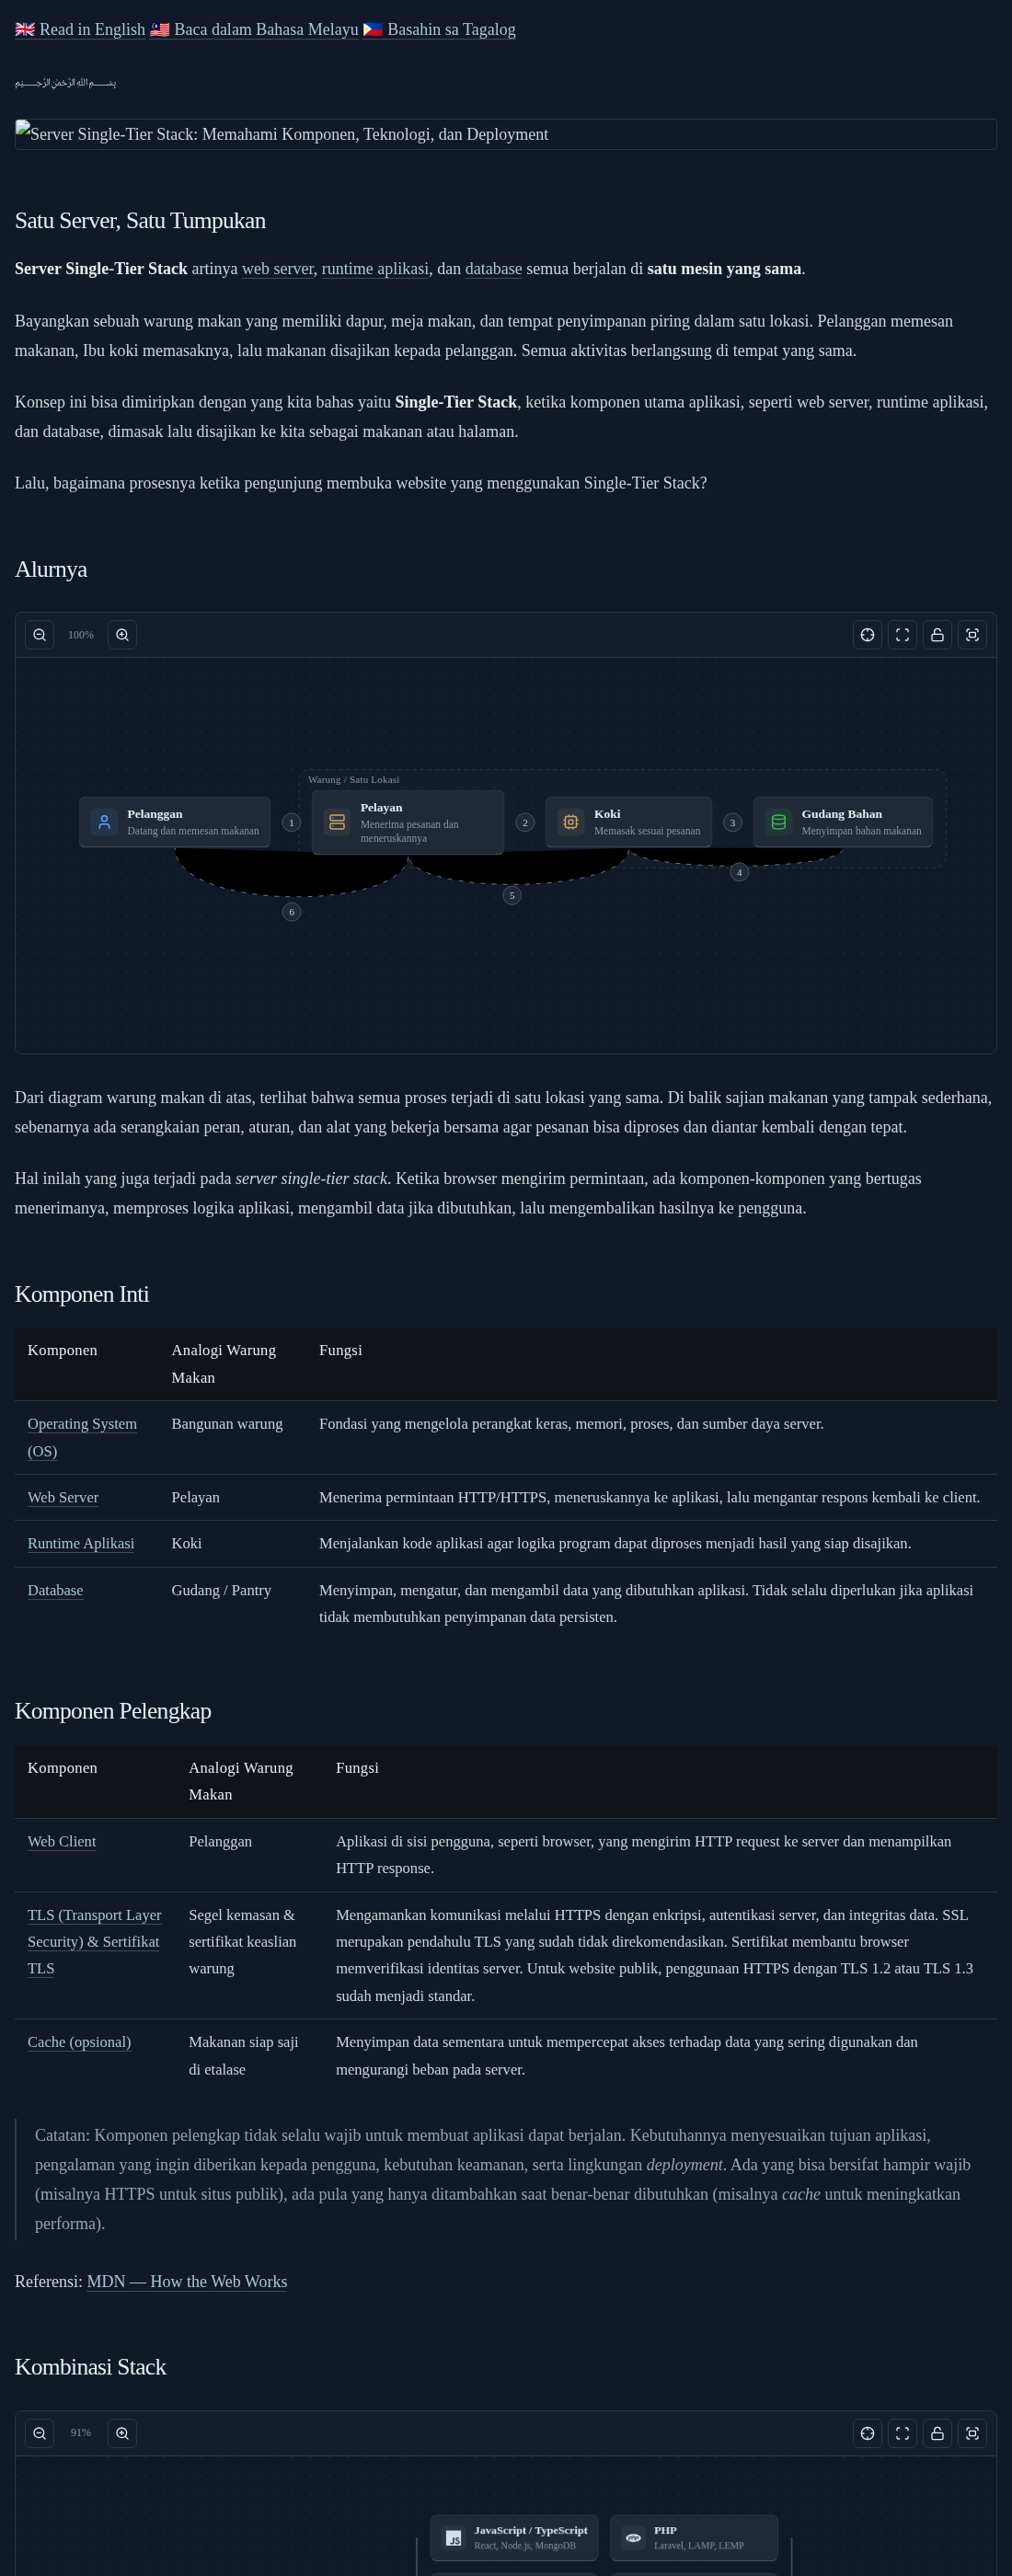 🇬🇧 Read in English 🇲🇾 Baca dalam Bahasa Melayu 🇵🇭 Basahin sa Tagalog
﷽
Server Single-Tier Stack: Memahami Komponen, Teknologi, dan Deployment
Satu Server, Satu Tumpukan
Server Single-Tier Stack artinya web server, runtime aplikasi, dan database semua berjalan di satu mesin yang sama.
Bayangkan sebuah warung makan yang memiliki dapur, meja makan, dan tempat penyimpanan piring dalam satu lokasi. Pelanggan memesan
makanan, Ibu koki memasaknya, lalu makanan disajikan kepada pelanggan. Semua aktivitas berlangsung di tempat yang sama.
Konsep ini bisa dimiripkan dengan yang kita bahas yaitu Single-Tier Stack, ketika komponen utama aplikasi, seperti web server, runtime aplikasi,
dan database, dimasak lalu disajikan ke kita sebagai makanan atau halaman.
Lalu, bagaimana prosesnya ketika pengunjung membuka website yang menggunakan Single-Tier Stack?
Alurnya
100%
Warung / Satu Lokasi
Pelanggan
Datang dan memesan makanan
1
Pelayan
Menerima pesanan dan
meneruskannya
2
Koki
Memasak sesuai pesanan
3
Gudang Bahan
Menyimpan bahan makanan
4
5
6
Dari diagram warung makan di atas, terlihat bahwa semua proses terjadi di satu lokasi yang sama. Di balik sajian makanan yang tampak sederhana,
sebenarnya ada serangkaian peran, aturan, dan alat yang bekerja bersama agar pesanan bisa diproses dan diantar kembali dengan tepat.
Hal inilah yang juga terjadi pada server single-tier stack. Ketika browser mengirim permintaan, ada komponen-komponen yang bertugas
menerimanya, memproses logika aplikasi, mengambil data jika dibutuhkan, lalu mengembalikan hasilnya ke pengguna.
Komponen Inti
Komponen
Analogi Warung
Makan
Fungsi
Operating System
(OS)
Bangunan warung
Fondasi yang mengelola perangkat keras, memori, proses, dan sumber daya server.
Web Server
Pelayan
Menerima permintaan HTTP/HTTPS, meneruskannya ke aplikasi, lalu mengantar respons kembali ke client.
Runtime Aplikasi
Koki
Menjalankan kode aplikasi agar logika program dapat diproses menjadi hasil yang siap disajikan.
Database
Gudang / Pantry
Menyimpan, mengatur, dan mengambil data yang dibutuhkan aplikasi. Tidak selalu diperlukan jika aplikasi
tidak membutuhkan penyimpanan data persisten.
Komponen Pelengkap
Komponen
Analogi Warung
Makan
Fungsi
Web Client
Pelanggan
Aplikasi di sisi pengguna, seperti browser, yang mengirim HTTP request ke server dan menampilkan
HTTP response.
TLS (Transport Layer
Security) & Sertifikat
TLS
Segel kemasan &
sertifikat keaslian
warung
Mengamankan komunikasi melalui HTTPS dengan enkripsi, autentikasi server, dan integritas data. SSL
merupakan pendahulu TLS yang sudah tidak direkomendasikan. Sertifikat membantu browser
memverifikasi identitas server. Untuk website publik, penggunaan HTTPS dengan TLS 1.2 atau TLS 1.3
sudah menjadi standar.
Cache (opsional)
Makanan siap saji
di etalase
Menyimpan data sementara untuk mempercepat akses terhadap data yang sering digunakan dan
mengurangi beban pada server.
Catatan: Komponen pelengkap tidak selalu wajib untuk membuat aplikasi dapat berjalan. Kebutuhannya menyesuaikan tujuan aplikasi,
pengalaman yang ingin diberikan kepada pengguna, kebutuhan keamanan, serta lingkungan deployment. Ada yang bisa bersifat hampir wajib
(misalnya HTTPS untuk situs publik), ada pula yang hanya ditambahkan saat benar-benar dibutuhkan (misalnya cache untuk meningkatkan
performa).
Referensi: MDN — How the Web Works
Kombinasi Stack
91%
JS
JavaScript / TypeScript
React, Node.js, MongoDB
php
PHP
Laravel, LAMP, LEMP